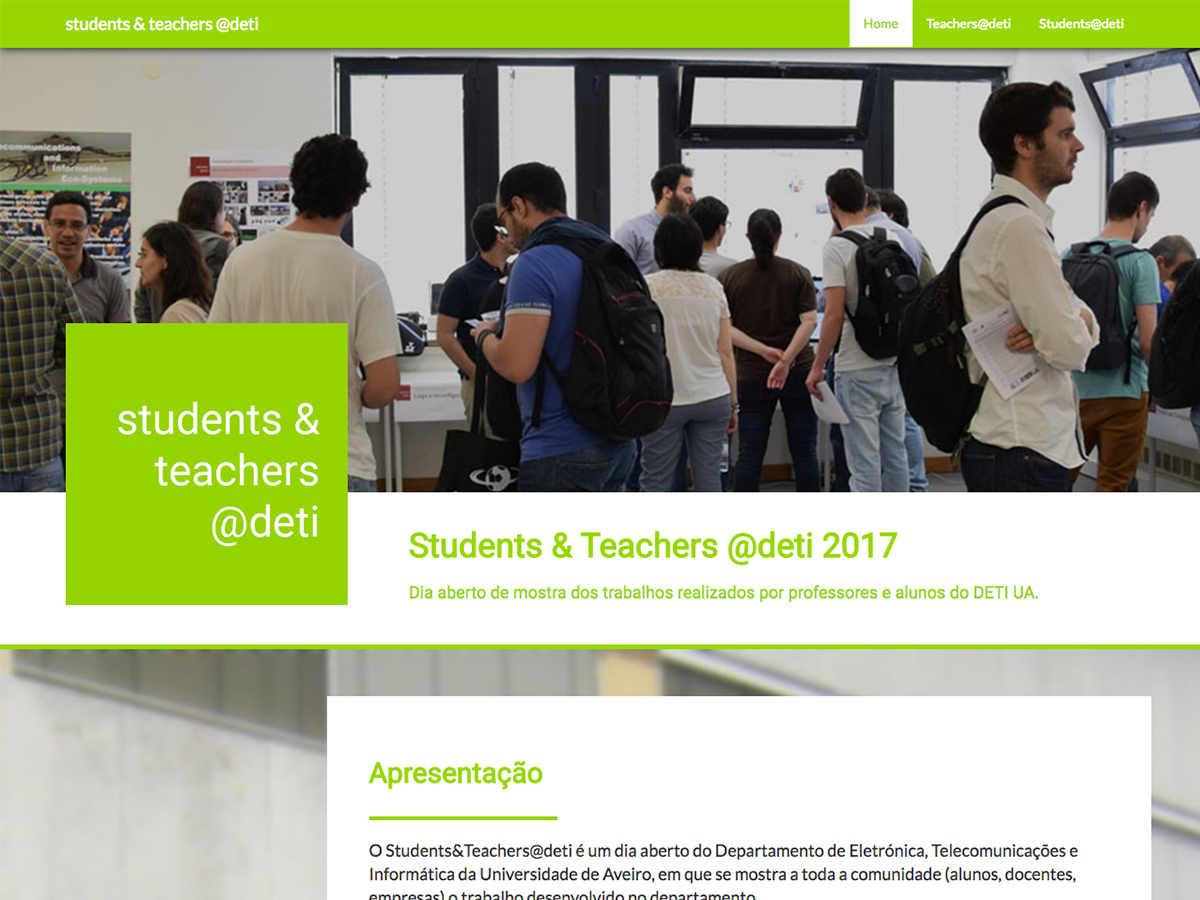 students & teachers @deti
Home
Teachers@deti
Students@deti
communications
and
Information
Eco-Systems
students &
teachers
@deti
Students & Teachers @deti 2017
Dia aberto de mostra dos trabalhos realizados por professores e alunos do DETI UA.
Apresentação
O Students&Teachers@deti é um dia aberto do Departamento de Eletrónica, Telecomunicações e
Informática da Universidade de Aveiro, em que se mostra a toda a comunidade (alunos, docentes,
empresas) o trabalho desenvolvido no departamento.